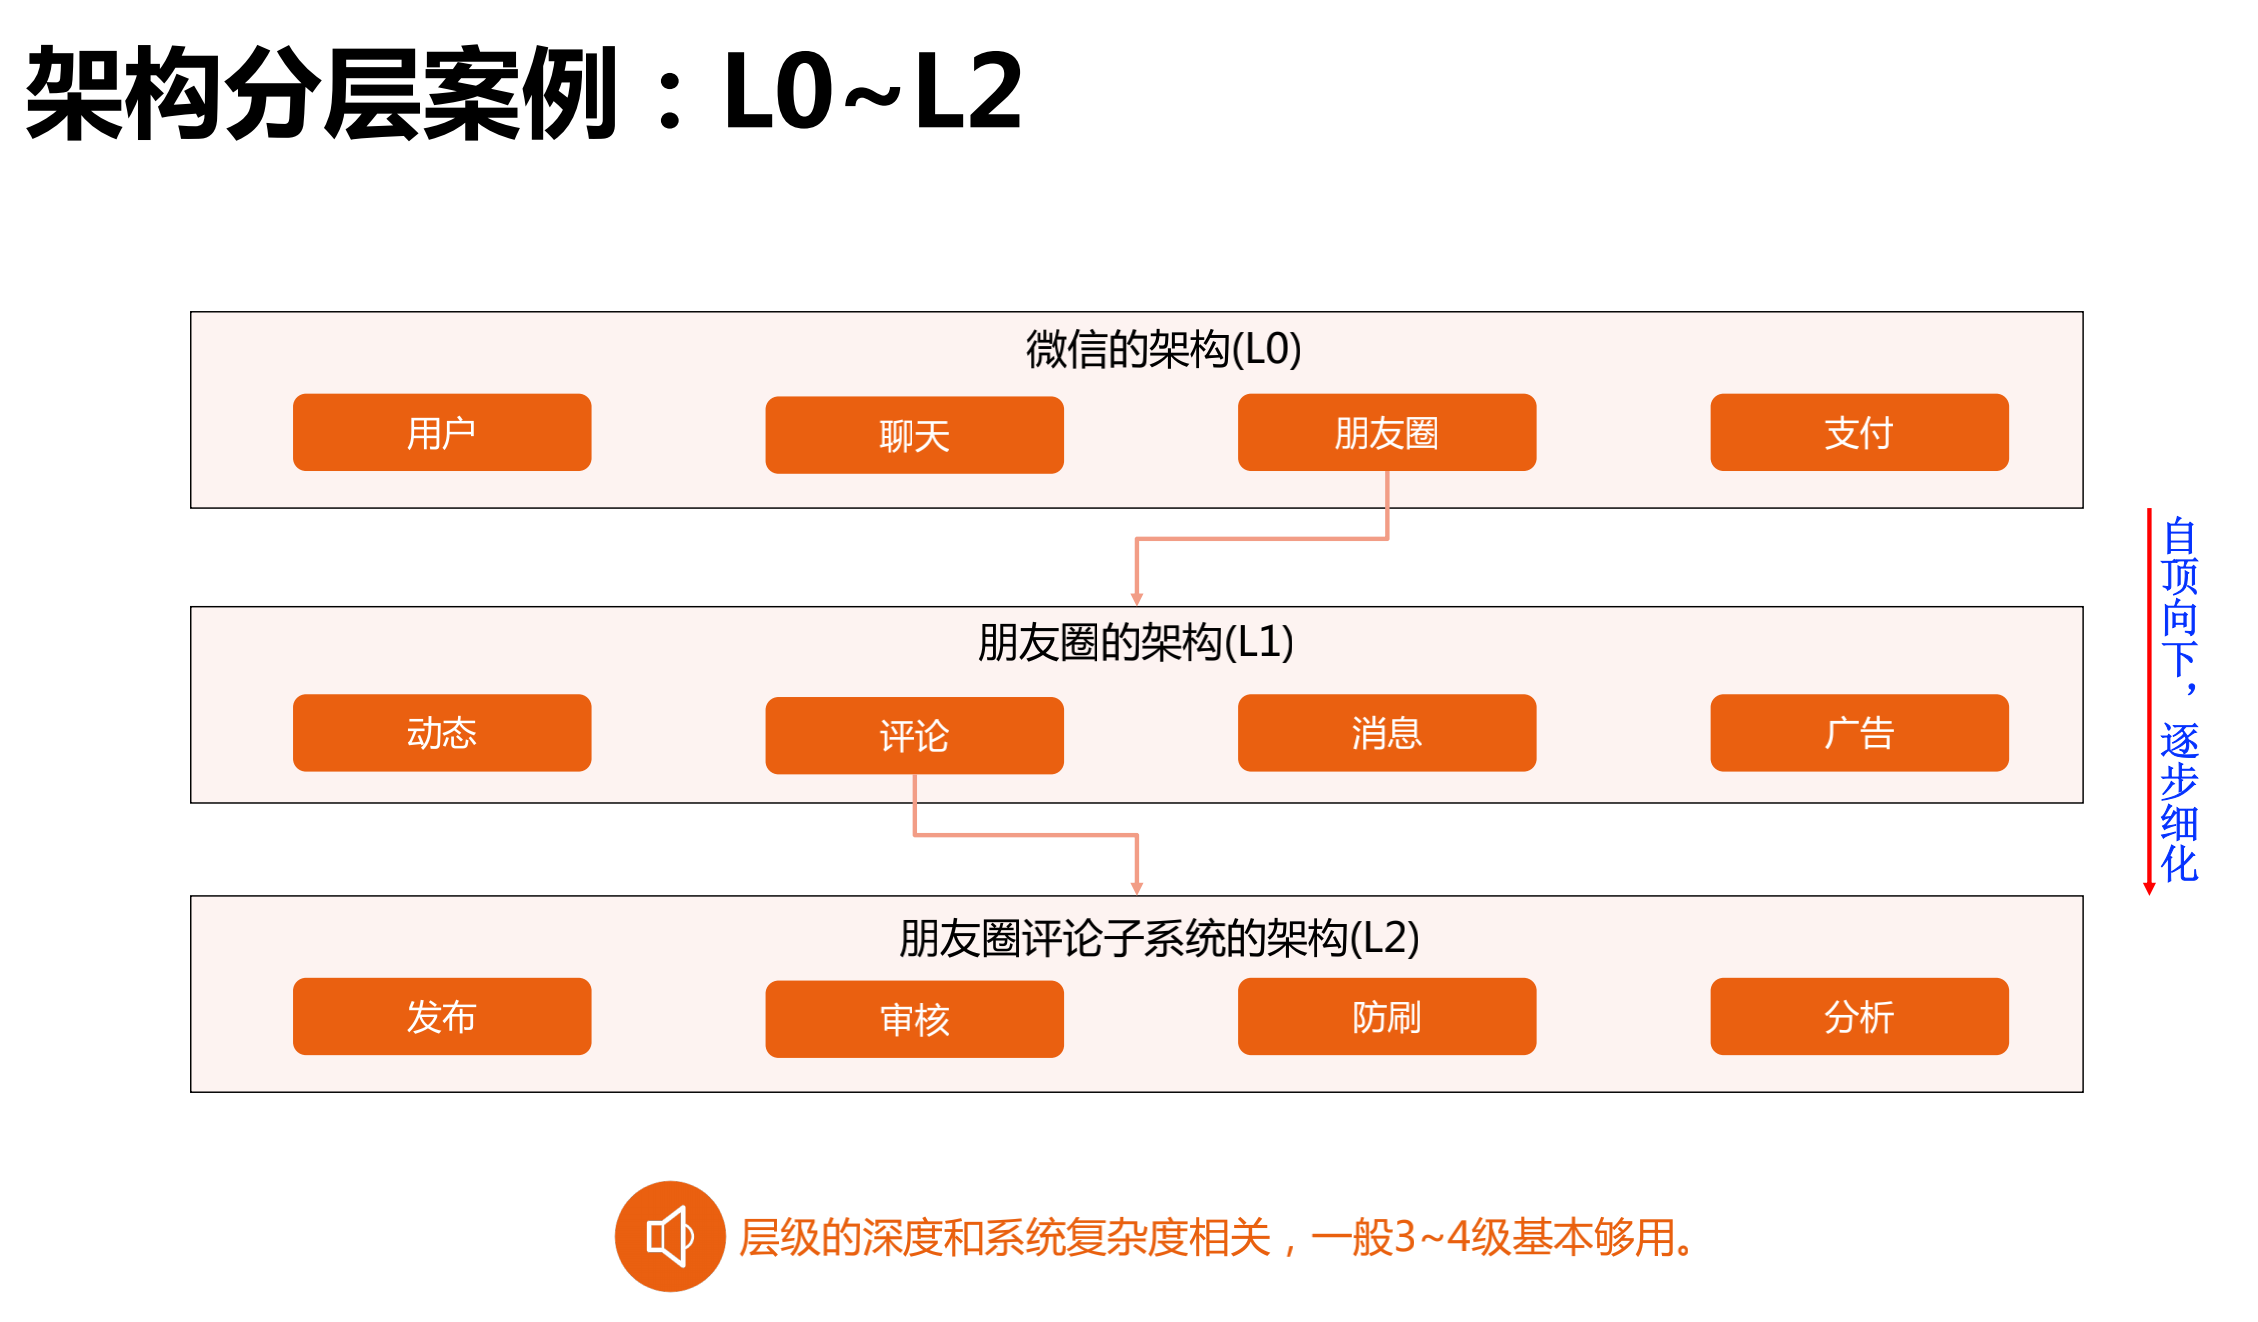 架构分层案例：L0~L2
微信的架构(L0)
用户
聊天
朋友圈
支付
朋友圈的架构(L1)
动态
评论
消息
广告
朋友圈评论子系统的架构(L2)
发布
审核
防刷
分析
自顶向下，逐步细化
层级的深度和系统复杂度相关，一般3~4级基本够用。